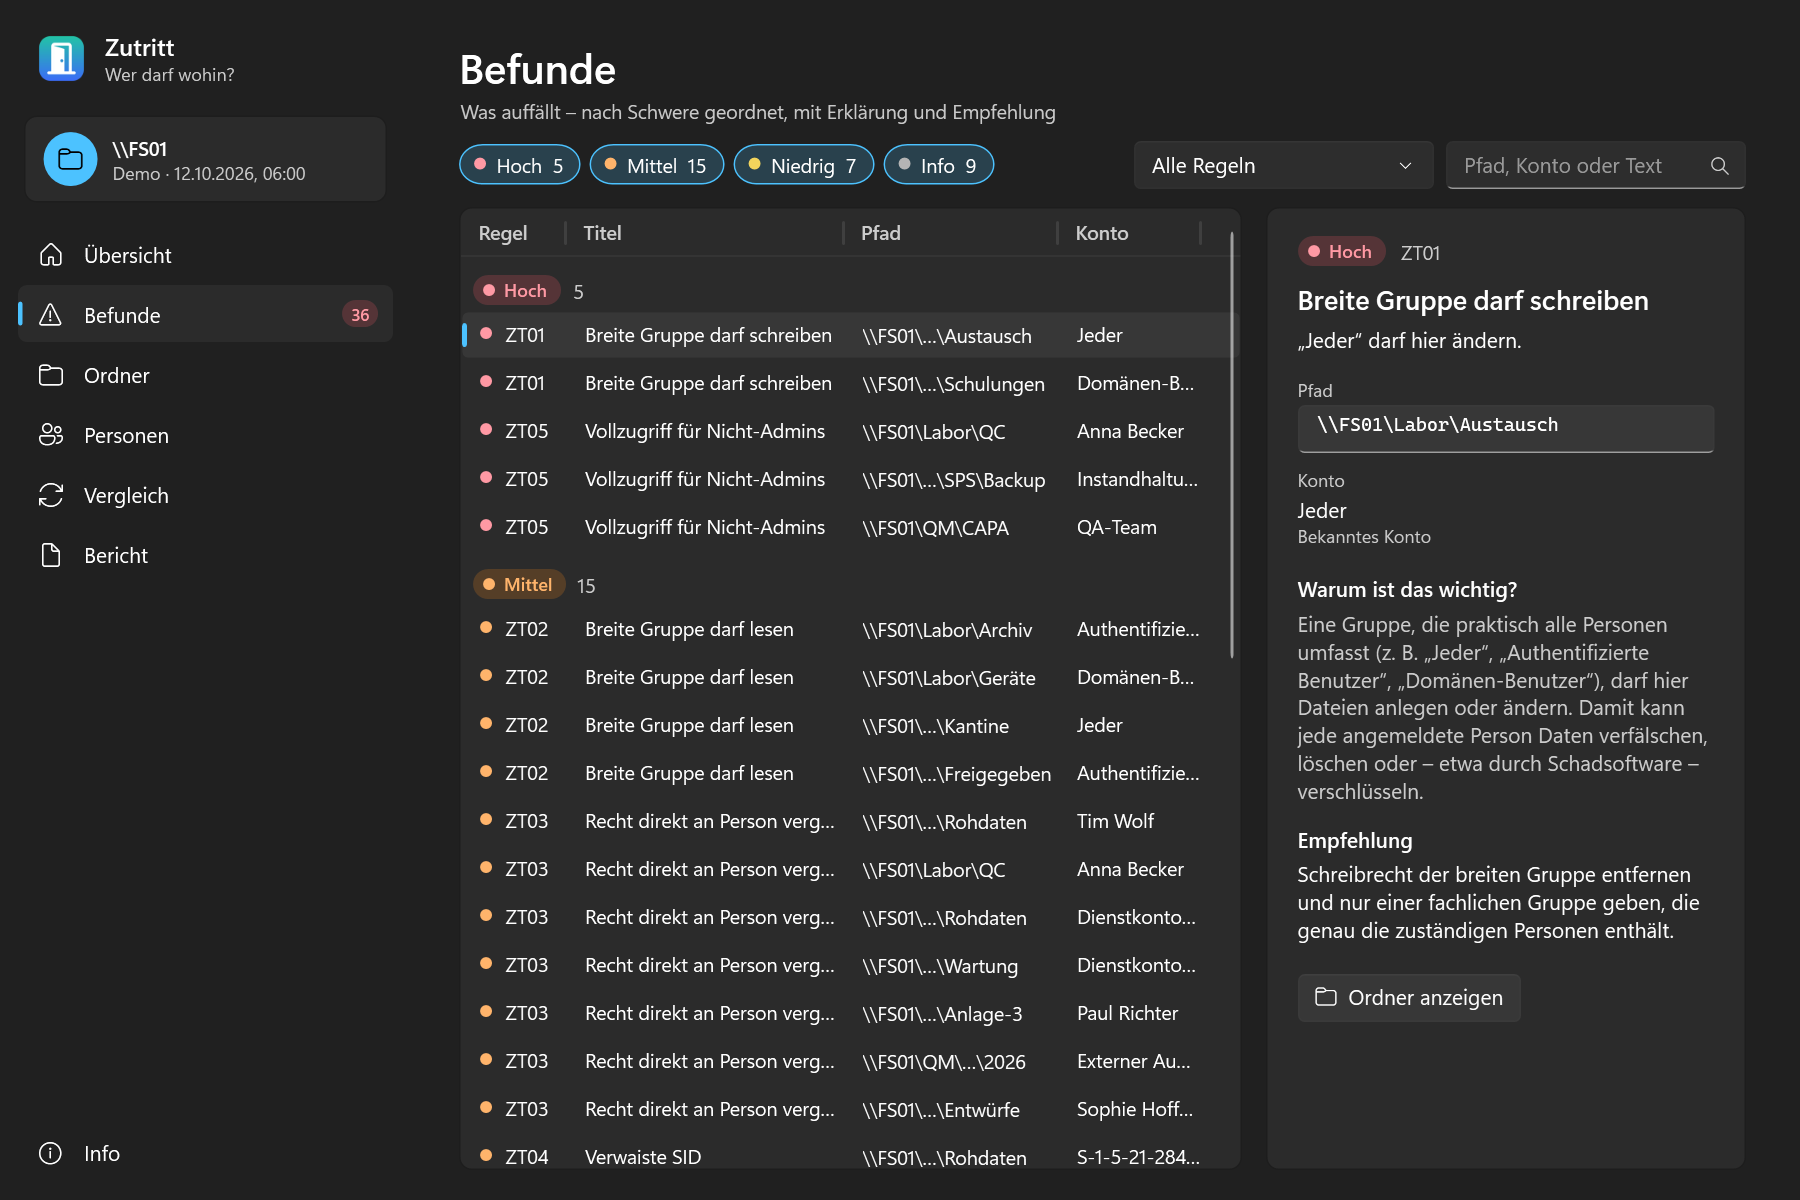 Zutritt
Wer darf wohin?
\\FS01
Demo · 12.10.2026, 06:00
Übersicht
Befunde 36
Ordner
Personen
Vergleich
Bericht
Info
Befunde
Was auffällt – nach Schwere geordnet, mit Erklärung und Empfehlung
Hoch 5 Mittel 15 Niedrig 7 Info 9 Alle Regeln Pfad, Konto oder Text
Regel Titel Pfad Konto
Hoch 5
ZT01 Breite Gruppe darf schreiben \\FS01\...\Austausch Jeder
ZT01 Breite Gruppe darf schreiben \\FS01\...\Schulungen Domänen-B...
ZT05 Vollzugriff für Nicht-Admins \\FS01\Labor\QC Anna Becker
ZT05 Vollzugriff für Nicht-Admins \\FS01\...\SPS\Backup Instandhaltu...
ZT05 Vollzugriff für Nicht-Admins \\FS01\QM\CAPA QA-Team
Mittel 15
ZT02 Breite Gruppe darf lesen \\FS01\Labor\Archiv Authentifizie...
ZT02 Breite Gruppe darf lesen \\FS01\Labor\Geräte Domänen-B...
ZT02 Breite Gruppe darf lesen \\FS01\...\Kantine Jeder
ZT02 Breite Gruppe darf lesen \\FS01\...\Freigegeben Authentifizie...
ZT03 Recht direkt an Person verg... \\FS01\...\Rohdaten Tim Wolf
ZT03 Recht direkt an Person verg... \\FS01\Labor\QC Anna Becker
ZT03 Recht direkt an Person verg... \\FS01\...\Rohdaten Dienstkonto...
ZT03 Recht direkt an Person verg... \\FS01\...\Wartung Dienstkonto...
ZT03 Recht direkt an Person verg... \\FS01\...\Anlage-3 Paul Richter
ZT03 Recht direkt an Person verg... \\FS01\QM\...\2026 Externer Au...
ZT03 Recht direkt an Person verg... \\FS01\...\Entwürfe Sophie Hoff...
ZT04 Verwaiste SID \\FS01\...\Rohdaten S-1-5-21-284...
Hoch ZT01
Breite Gruppe darf schreiben
„Jeder“ darf hier ändern.
Pfad
\\FS01\Labor\Austausch
Konto
Jeder
Bekanntes Konto
Warum ist das wichtig?
Eine Gruppe, die praktisch alle Personen
umfasst (z. B. „Jeder“, „Authentifizierte
Benutzer“, „Domänen-Benutzer“), darf hier
Dateien anlegen oder ändern. Damit kann
jede angemeldete Person Daten verfälschen,
löschen oder – etwa durch Schadsoftware –
verschlüsseln.
Empfehlung
Schreibrecht der breiten Gruppe entfernen
und nur einer fachlichen Gruppe geben, die
genau die zuständigen Personen enthält.
Ordner anzeigen